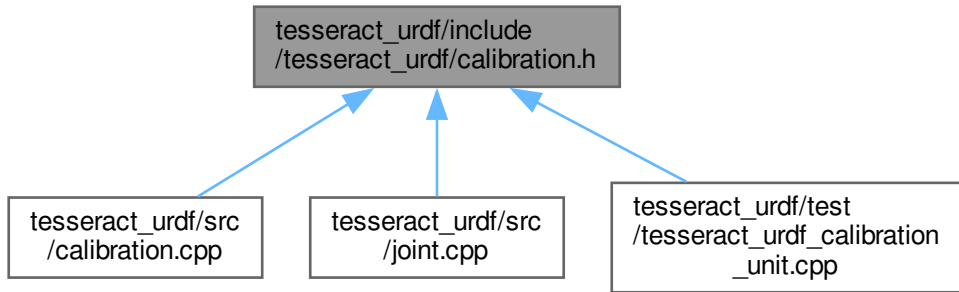 tesseract_urdf/include
/tesseract_urdf/calibration.h
tesseract_urdf/src
/calibration.cpp
tesseract_urdf/src
/joint.cpp
tesseract_urdf/test
/tesseract_urdf_calibration
_unit.cpp